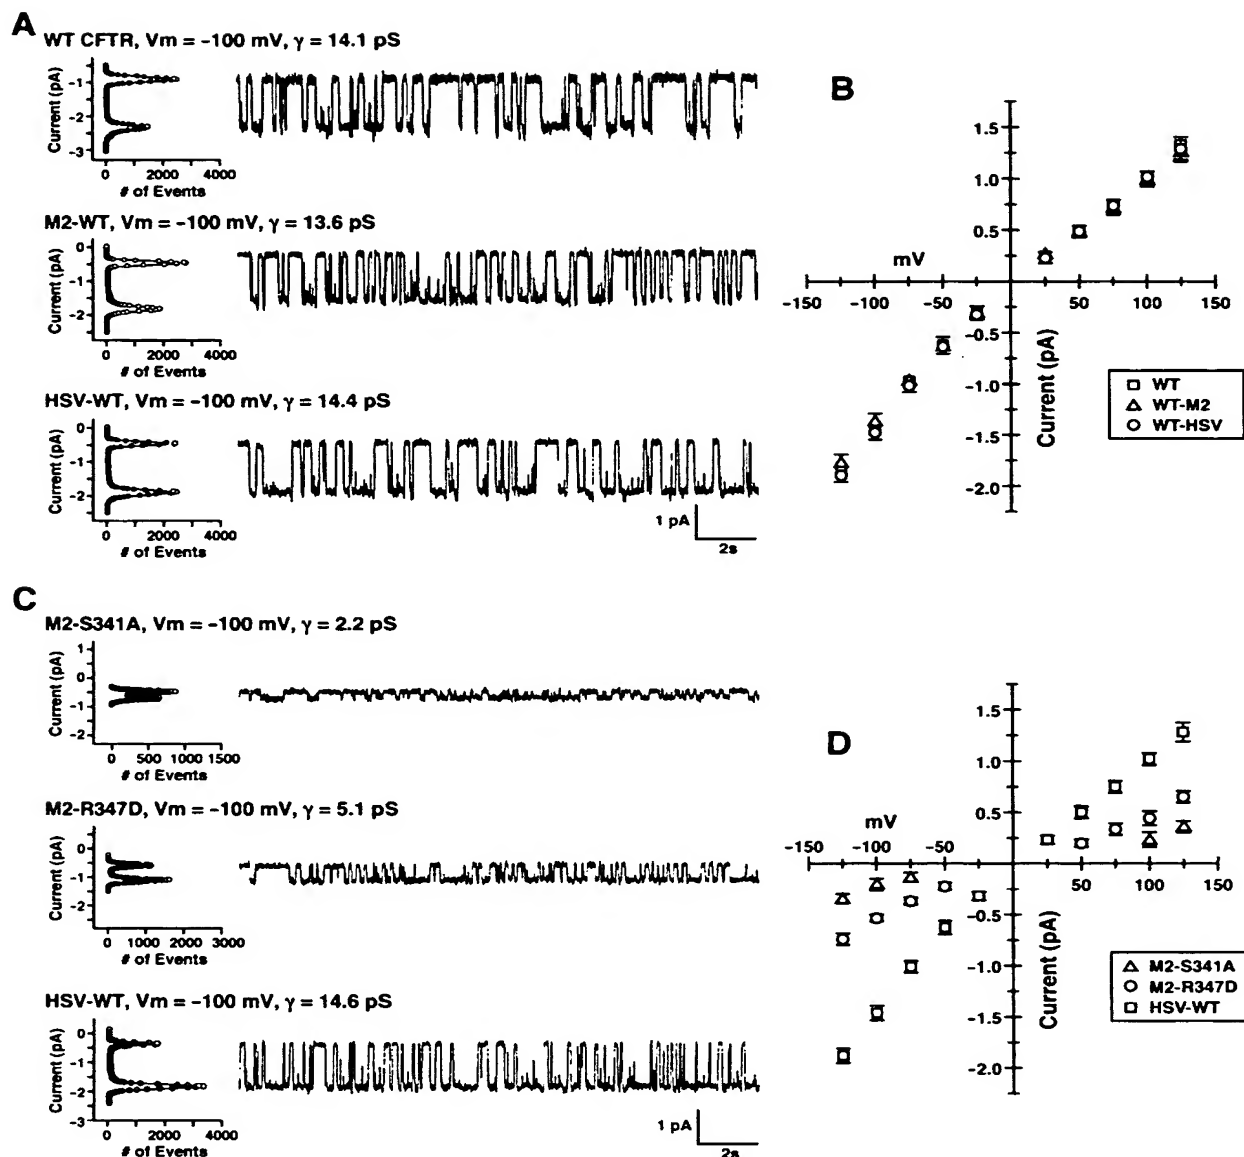 A
WT CFTR, Vm = -100 mV, γ = 14.1 pS
Current (pA)
-1
-2
-3
0 2000 4000
# of Events
M2-WT, Vm = -100 mV, γ = 13.6 pS
Current (pA)
0
-1
-2
0 2000 4000
# of Events
HSV-WT, Vm = -100 mV, γ = 14.4 pS
Current (pA)
0
-1
-2
0 2000 4000
# of Events
1 pA
2s
B
1.5
1.0
0.5
mV
-150 -100 -50
50 100 150
-0.5
-1.0
-1.5
-2.0
Current (pA)
WT
WT-M2
WT-HSV
C
M2-S341A, Vm = -100 mV, γ = 2.2 pS
Current (pA)
1
0
-1
-2
0 500 1000 1500
# of Events
M2-R347D, Vm = -100 mV, γ = 5.1 pS
Current (pA)
0
-1
-2
0 1000 2000 3000
# of Events
HSV-WT, Vm = -100 mV, γ = 14.6 pS
Current (pA)
0
-1
-2
-3
0 2000 4000
# of Events
1 pA
2s
D
1.5
1.0
0.5
mV
-150 -100 -50
50 100 150
-0.5
-1.0
-1.5
-2.0
Current (pA)
M2-S341A
M2-R347D
HSV-WT